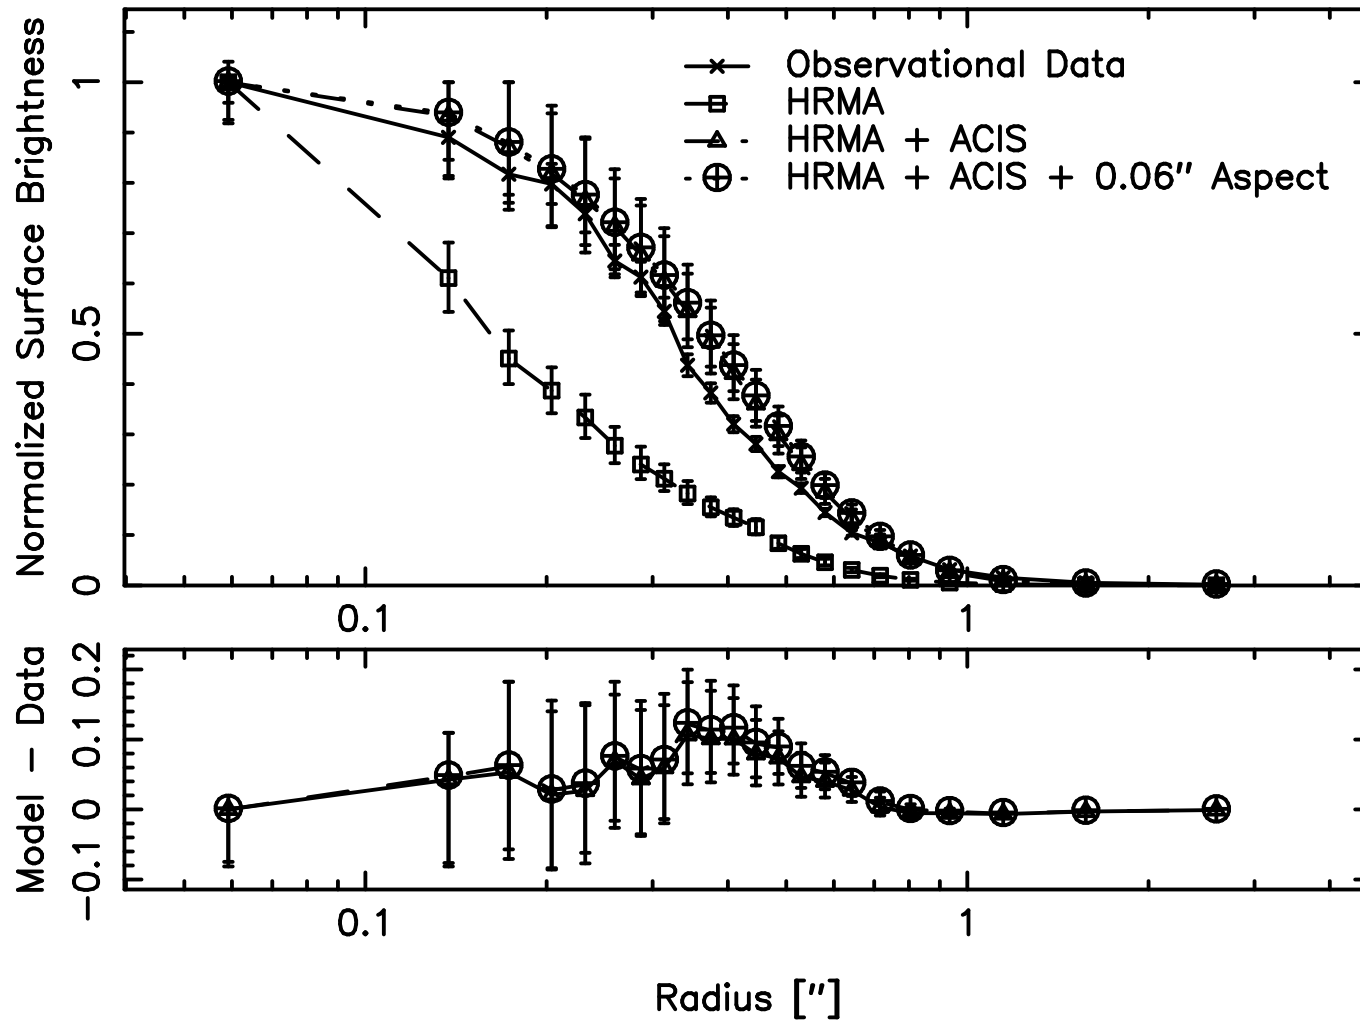 Normalized Surface Brightness
1
0.5
0
Observational Data
HRMA
HRMA + ACIS
HRMA + ACIS + 0.06″ Aspect
0.1
1
Model − Data
0.2
0.1
0
−0.1
0.1
1
Radius [″]